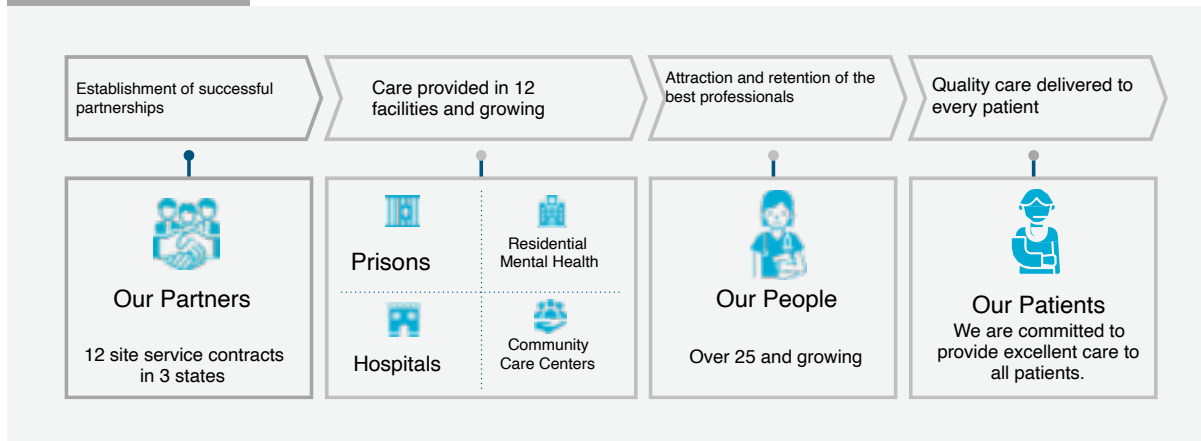 Establishment of successful
partnerships
Care provided in 12
facilities and growing
Attraction and retention of the
best professionals
Quality care delivered to
every patient
Our Partners
12 site service contracts
in 3 states
Prisons
Residential
Mental Health
Hospitals
Community
Care Centers
Our People
Over 25 and growing
Our Patients
We are committed to
provide excellent care to
all patients.